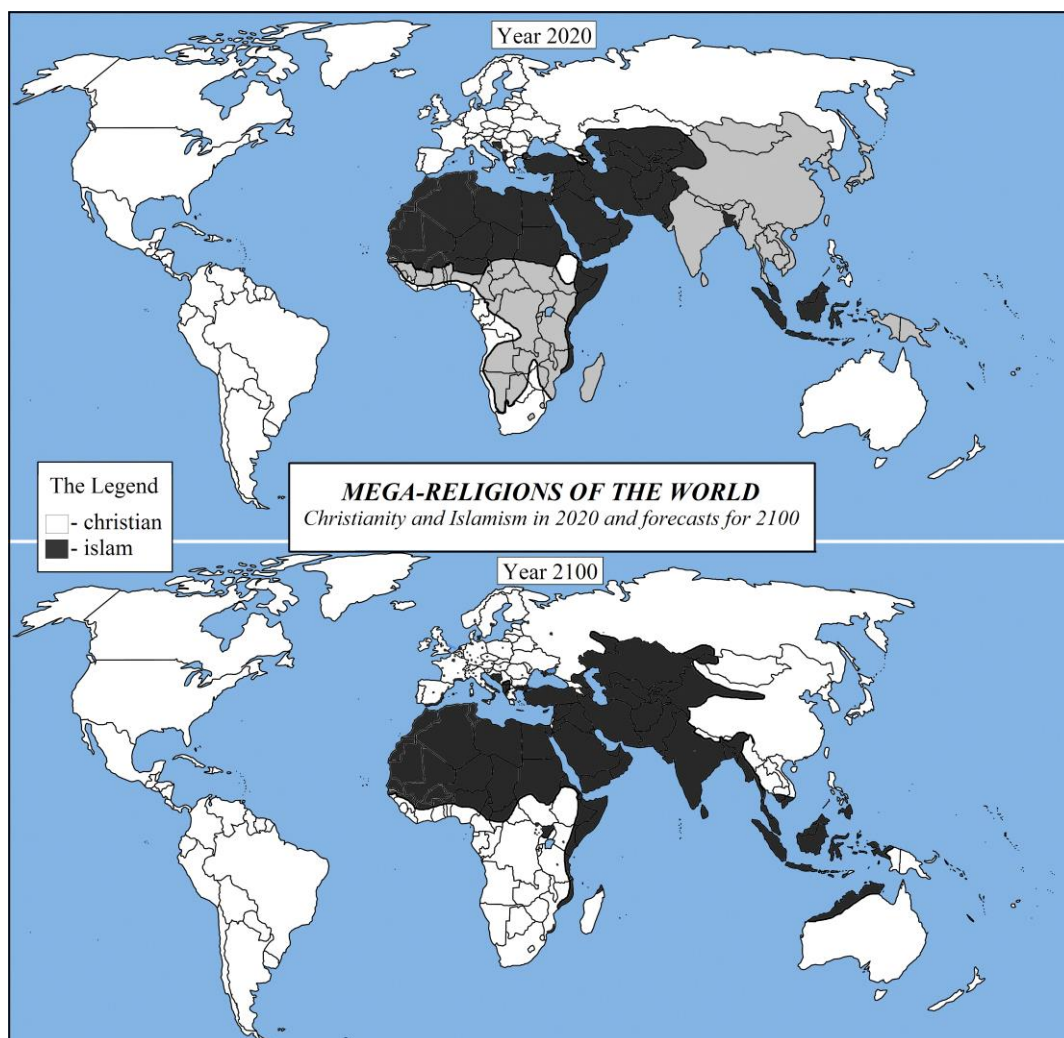 Year 2020
The Legend
- christian
- islam
MEGA-RELIGIONS OF THE WORLD
Christianity and Islamism in 2020 and forecasts for 2100
Year 2100